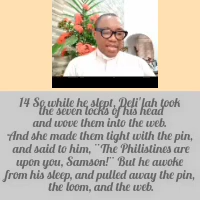 14 So while he slept, Deli'lah took
the seven locks of his head
and wove them into the web.
And she made them tight with the pin,
and said to him, "The Philistines are
upon you, Samson!" But he awoke
from his sleep, and pulled away the pin,
the loom, and the web.